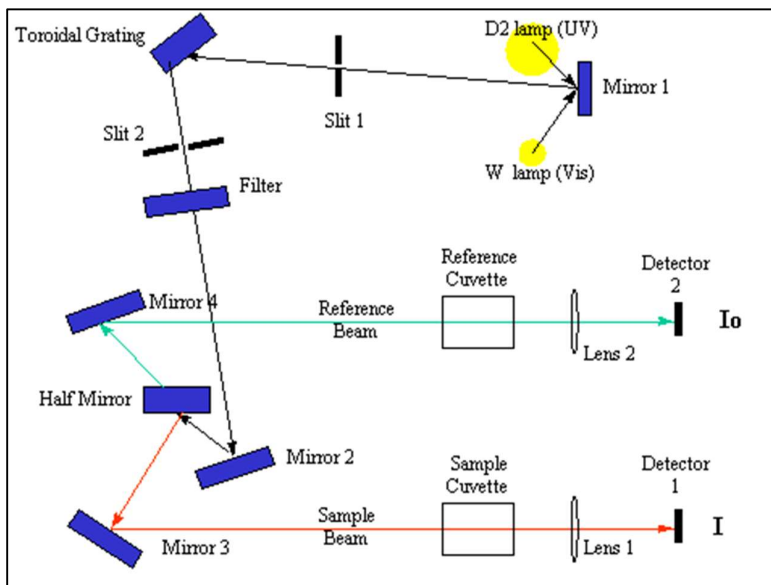 Toroidal Grating
D2 lamp (UV)
Mirror 1
Slit 1
Slit 2
W lamp (Vis)
Filter
Reference
Cuvette
Detector
2
Mirror 4
Reference
Beam
Io
Lens 2
Half Mirror
Mirror 2
Sample
Cuvette
Detector
1
Sample
Beam
I
Mirror 3
Lens 1